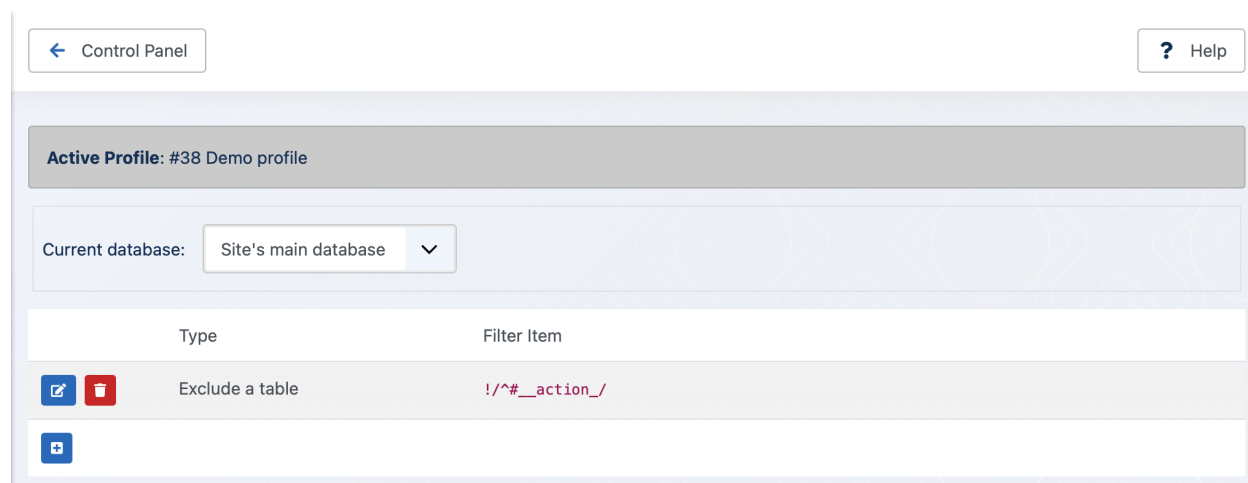 Control Panel
? Help
Active Profile: #38 Demo profile
Current database: Site's main database
Type Filter Item
Exclude a table !/^#__action_/